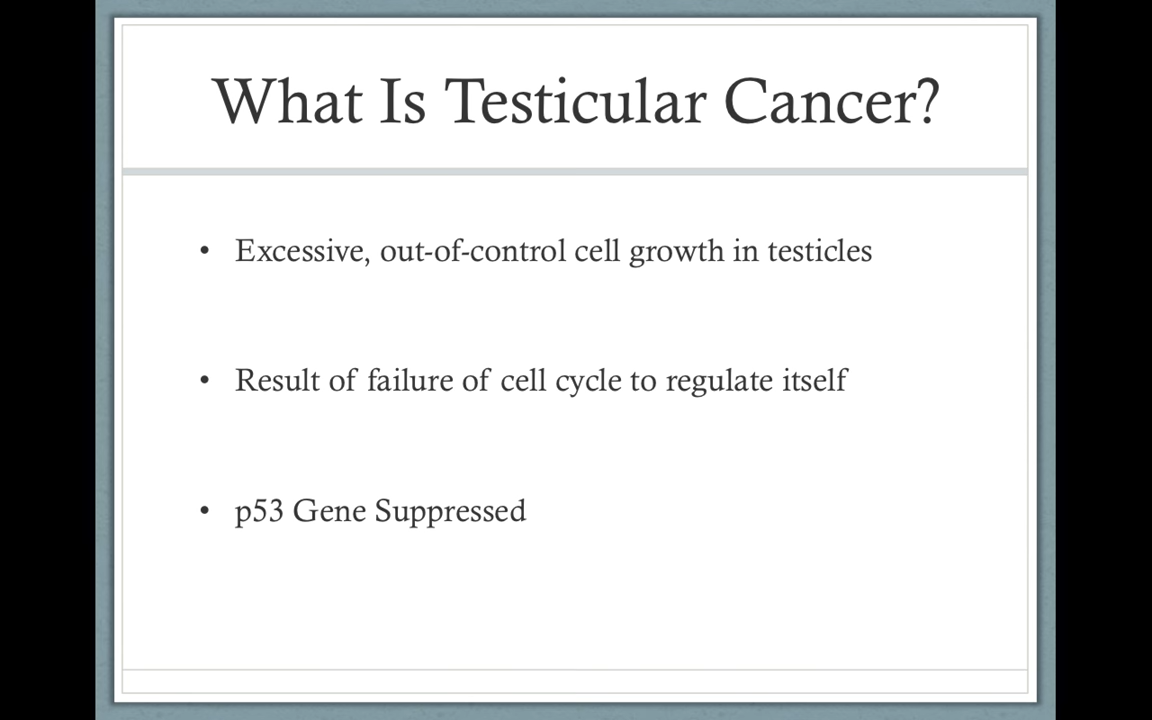 What Is Testicular Cancer?
• Excessive, out-of-control cell growth in testicles
• Result of failure of cell cycle to regulate itself
• p53 Gene Suppressed